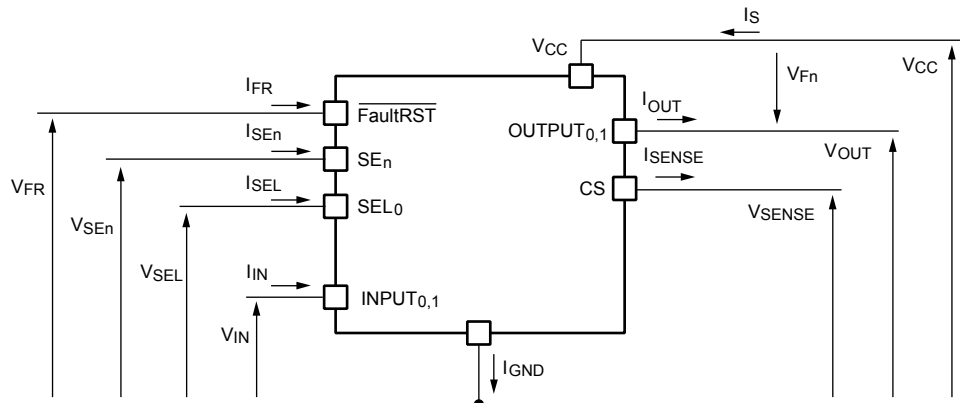 IS
VCC
VFn
VCC
IFR
FaultRST
IOUT
OUTPUT0,1
ISEn
SEn
ISENSE
VOUT
VFR
ISEL
SEL0
CS
VSEn
VSENSE
VSEL
IIN
INPUT0,1
VIN
IGND